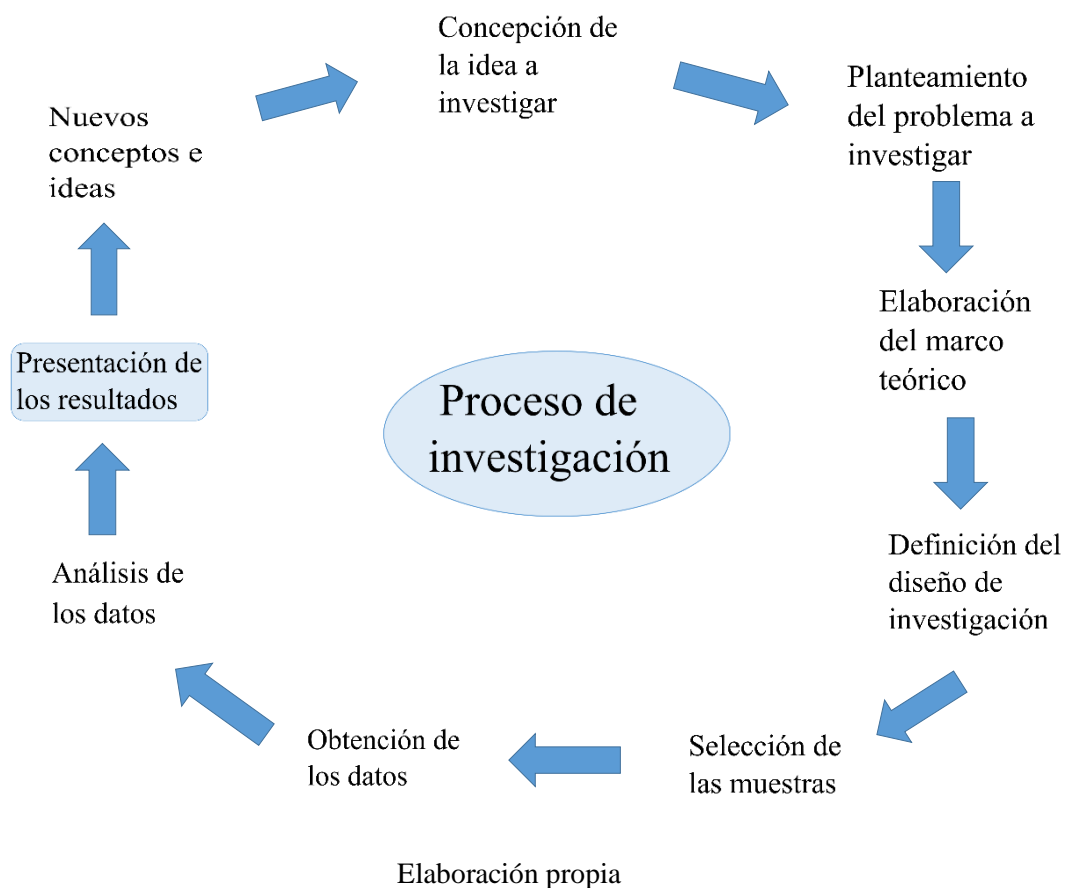 Concepción de
la idea a
investigar
Planteamiento
del problema a
investigar
Elaboración
del marco
teórico
Definición del
diseño de
investigación
Selección de
las muestras
Obtención de
los datos
Análisis de
los datos
Presentación de
los resultados
Nuevos
conceptos e
ideas
Proceso de
investigación
Elaboración propia